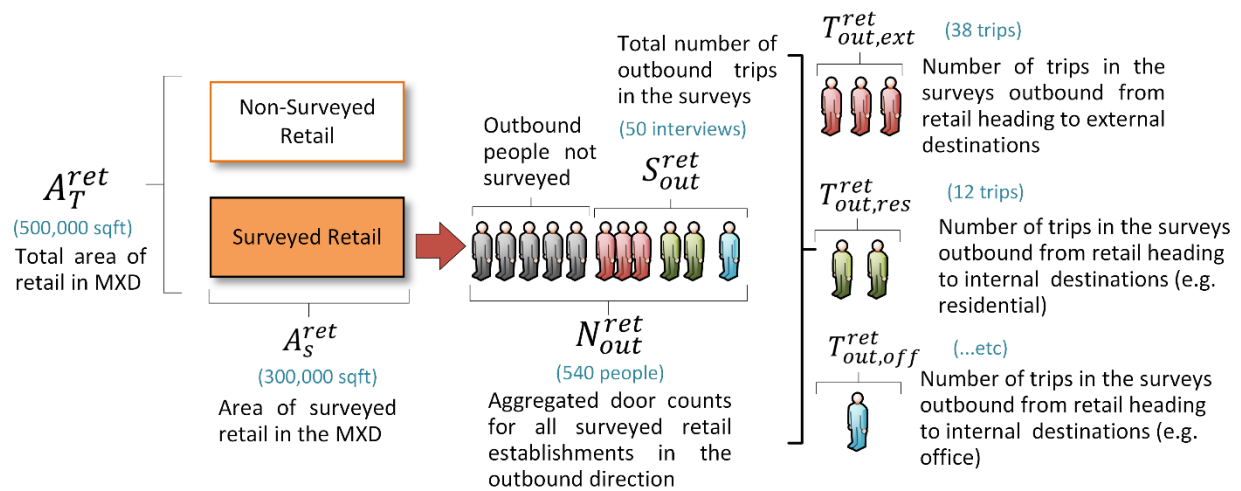 Non-Surveyed
Retail
A_T^ret
(500,000 sqft)
Total area of
retail in MXD
Surveyed Retail
A_s^ret
(300,000 sqft)
Area of surveyed
retail in the MXD
Outbound
people not
surveyed
Total number of
outbound trips
in the surveys
(50 interviews)
S_out^ret
N_out^ret
(540 people)
Aggregated door counts
for all surveyed retail
establishments in the
outbound direction
T_out,ext^ret (38 trips)
Number of trips in the
surveys outbound from
retail heading to external
destinations
T_out,res^ret (12 trips)
Number of trips in the surveys
outbound from retail heading
to internal destinations (e.g.
residential)
T_out,off^ret (...etc)
Number of trips in the surveys
outbound from retail heading
to internal destinations (e.g.
office)